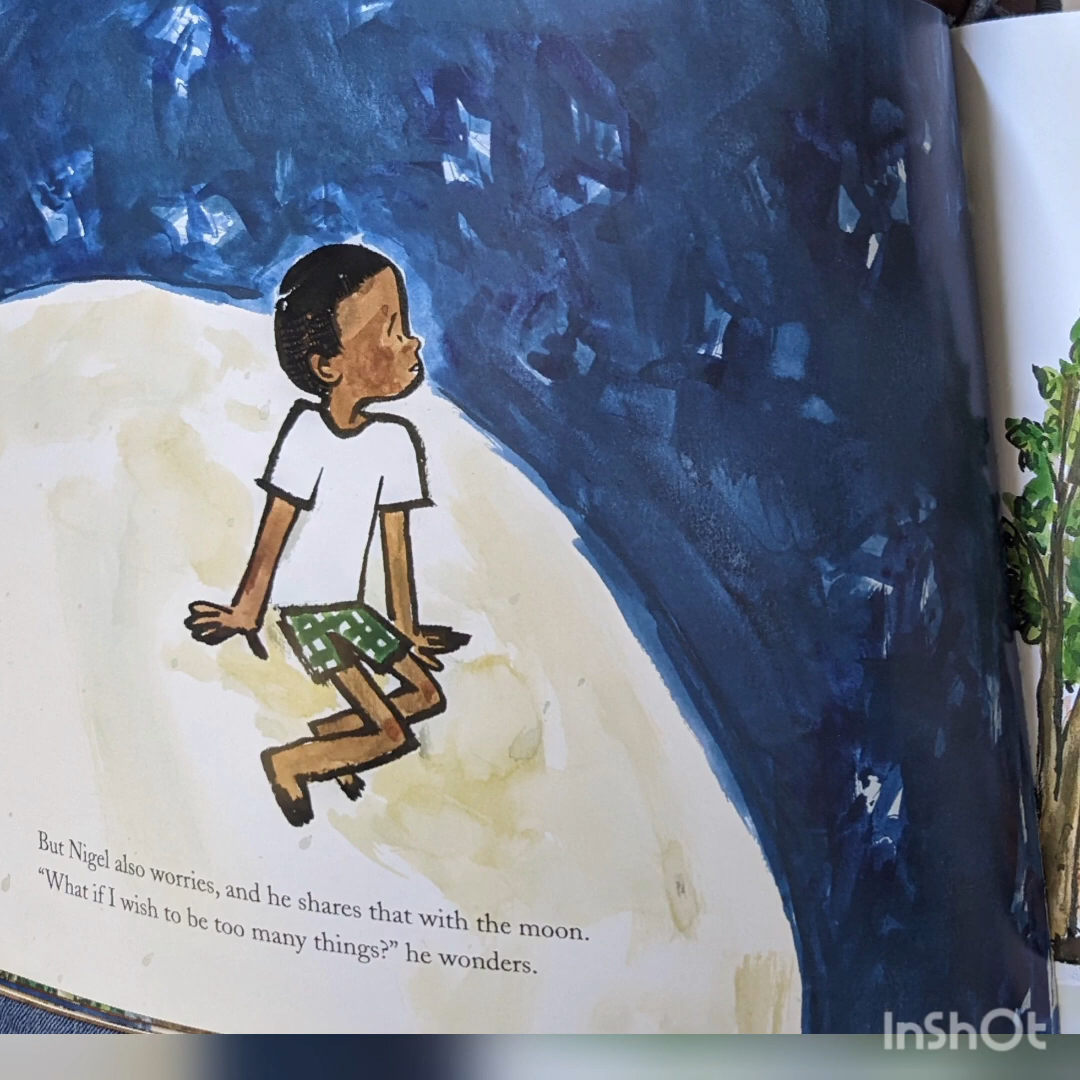 But Nigel also worries, and he shares that with the moon.
“What if I wish to be too many things?” he wonders.
InShOt